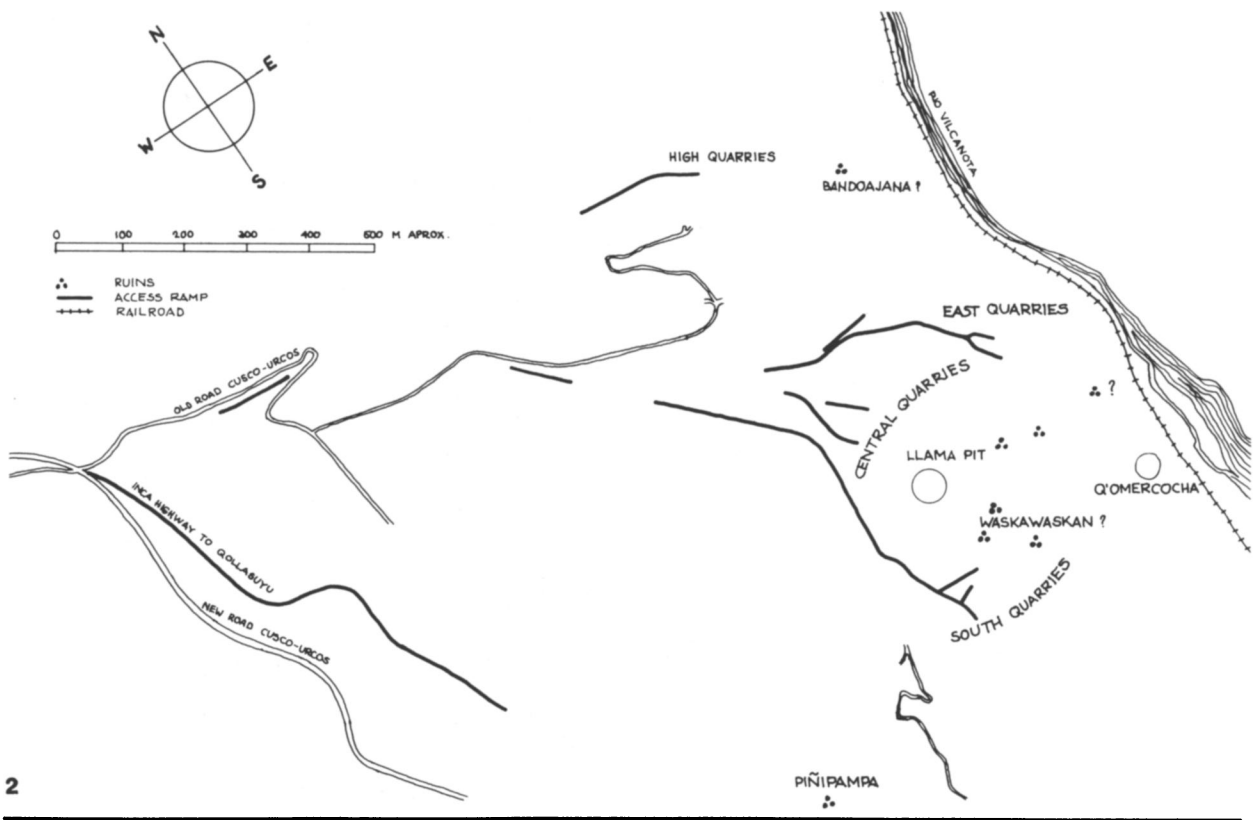 N
E
W
S
0 100 200 300 400 500 M APROX.
RUINS
ACCESS RAMP
RAILROAD
HIGH QUARRIES
BANDOAJANA?
RIO VILCANOTA
EAST QUARRIES
OLD ROAD CUSCO-URCOS
CENTRAL QUARRIES
?
LLAMA PIT
Q'OMERCOCHA
INCA HIGHWAY TO QOLLASUYU
WASKAWASKAN?
NEW ROAD CUSCO-URCOS
SOUTH QUARRIES
PIÑIPAMPA
2